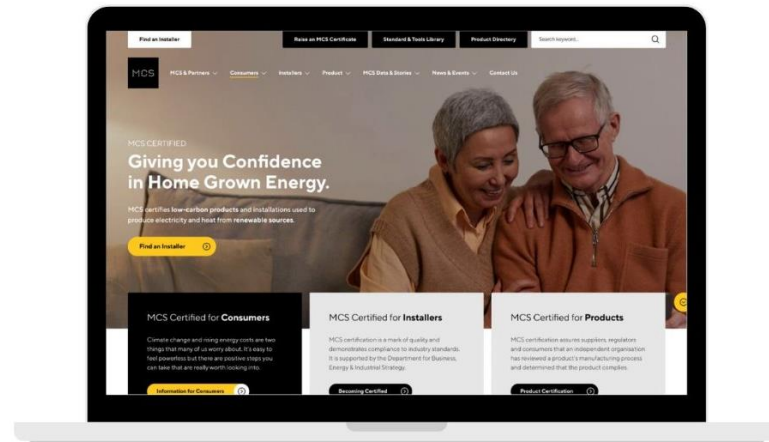 Find an Installer
Raise an MCS Certificate
Standard & Tools Library
Product Directory
Search keyword..
MCS
MCS & Partners
Consumers
Installers
Product
MCS Data & Stories
News & Events
Contact Us
MCS CERTIFIED
Giving you Confidence
in Home Grown Energy.
MCS certifies low-carbon products and installations used to
produce electricity and heat from renewable sources.
Find an Installer
MCS Certified for Consumers
Climate change and rising energy costs are two
things that many of us worry about. It's easy to
feel powerless but there are positive steps you
can take that are really worth looking into.
Information for Consumers
MCS Certified for Installers
MCS certification is a mark of quality and
demonstrates compliance to industry standards.
It is supported by the Department for Business,
Energy & Industrial Strategy.
Becoming Certified
MCS Certified for Products
MCS certification assures suppliers, regulators
and consumers that an independent organisation
has reviewed a product's manufacturing process
and determined that the product complies.
Product Certification